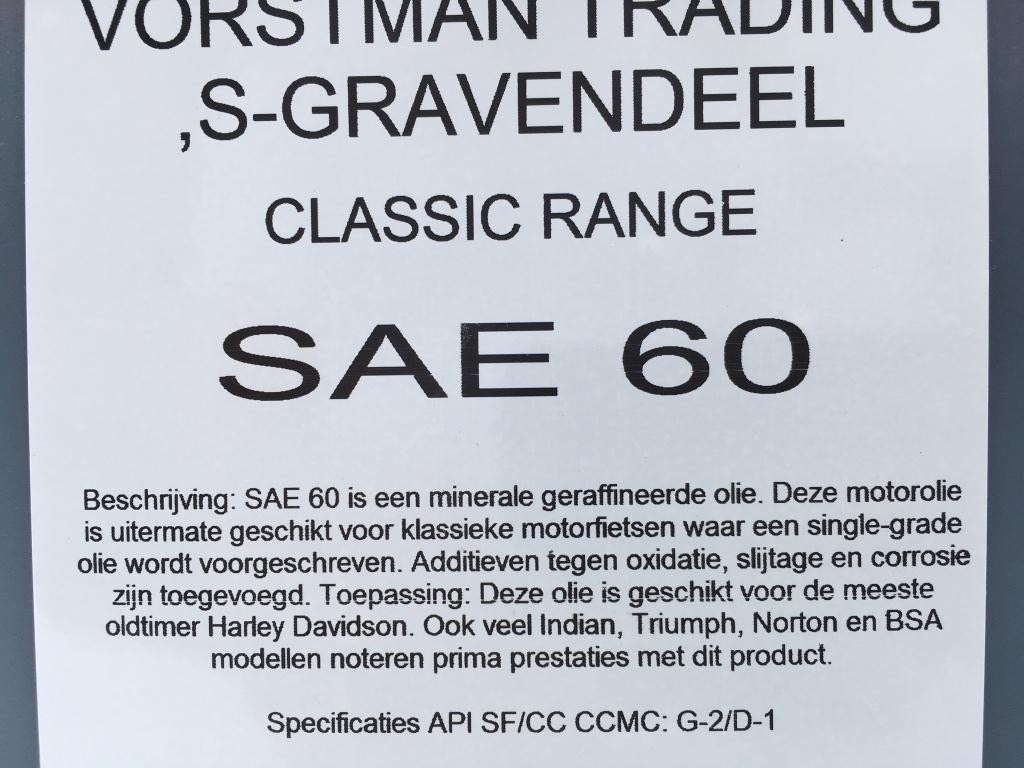 VORSTMAN TRADING
,S-GRAVENDEEL
CLASSIC RANGE
SAE 60
Beschrijving: SAE 60 is een minerale geraffineerde olie. Deze motorolie
is uitermate geschikt voor klassieke motorfietsen waar een single-grade
olie wordt voorgeschreven. Additieven tegen oxidatie, slijtage en corrosie
zijn toegevoegd. Toepassing: Deze olie is geschikt voor de meeste
oldtimer Harley Davidson. Ook veel Indian, Triumph, Norton en BSA
modellen noteren prima prestaties met dit product.
Specificaties API SF/CC CCMC: G-2/D-1